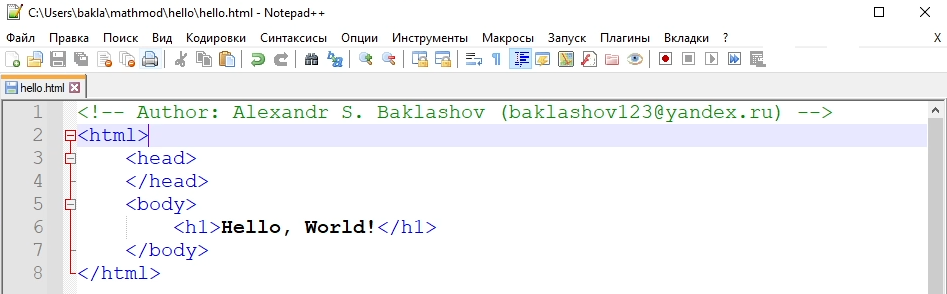 C:\Users\bakla\mathmod\hello\hello.html - Notepad++
Файл Правка Поиск Вид Кодировки Синтаксисы Опции Инструменты Макросы Запуск Плагины Вкладки ? X
hello.html
1 <!-- Author: Alexandr S. Baklashov (baklashov123@yandex.ru) -->
2 <html>
3 <head>
4 </head>
5 <body>
6 <h1>Hello, World!</h1>
7 </body>
8 </html>